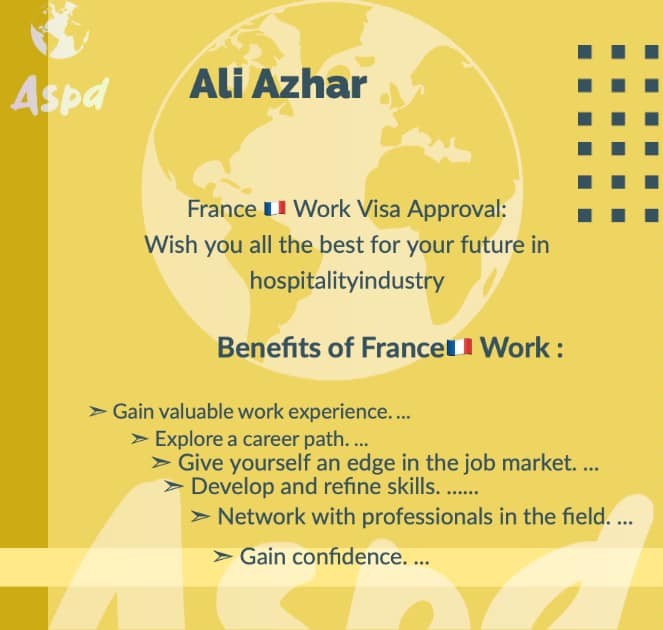 Aspd
Ali Azhar
France 🇫🇷 Work Visa Approval:
Wish you all the best for your future in
hospitalityindustry
Benefits of France🇫🇷 Work :
➣ Gain valuable work experience. ...
➣ Explore a career path. ...
➣ Give yourself an edge in the job market. ...
➣ Develop and refine skills. ......
➣ Network with professionals in the field. ...
➣ Gain confidence. ...
Aspd